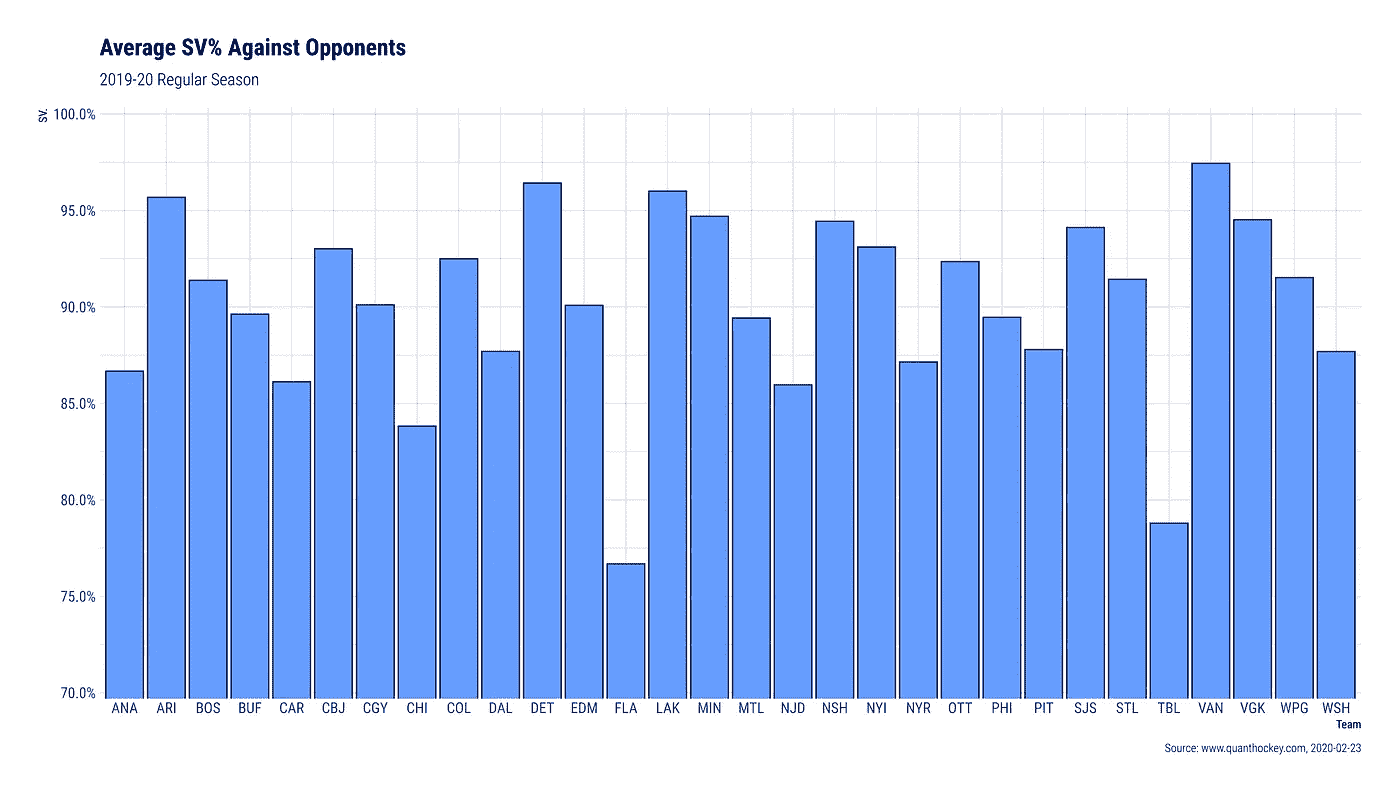 Average SV% Against Opponents
2019-20 Regular Season
SV.
100.0%
95.0%
90.0%
85.0%
80.0%
75.0%
70.0%
ANA ARI BOS BUF CAR CBJ CGY CHI COL DAL DET EDM FLA LAK MIN MTL NJD NSH NYI NYR OTT PHI PIT SJS STL TBL VAN VGK WPG WSH
Team
Source: www.quanthockey.com, 2020-02-23